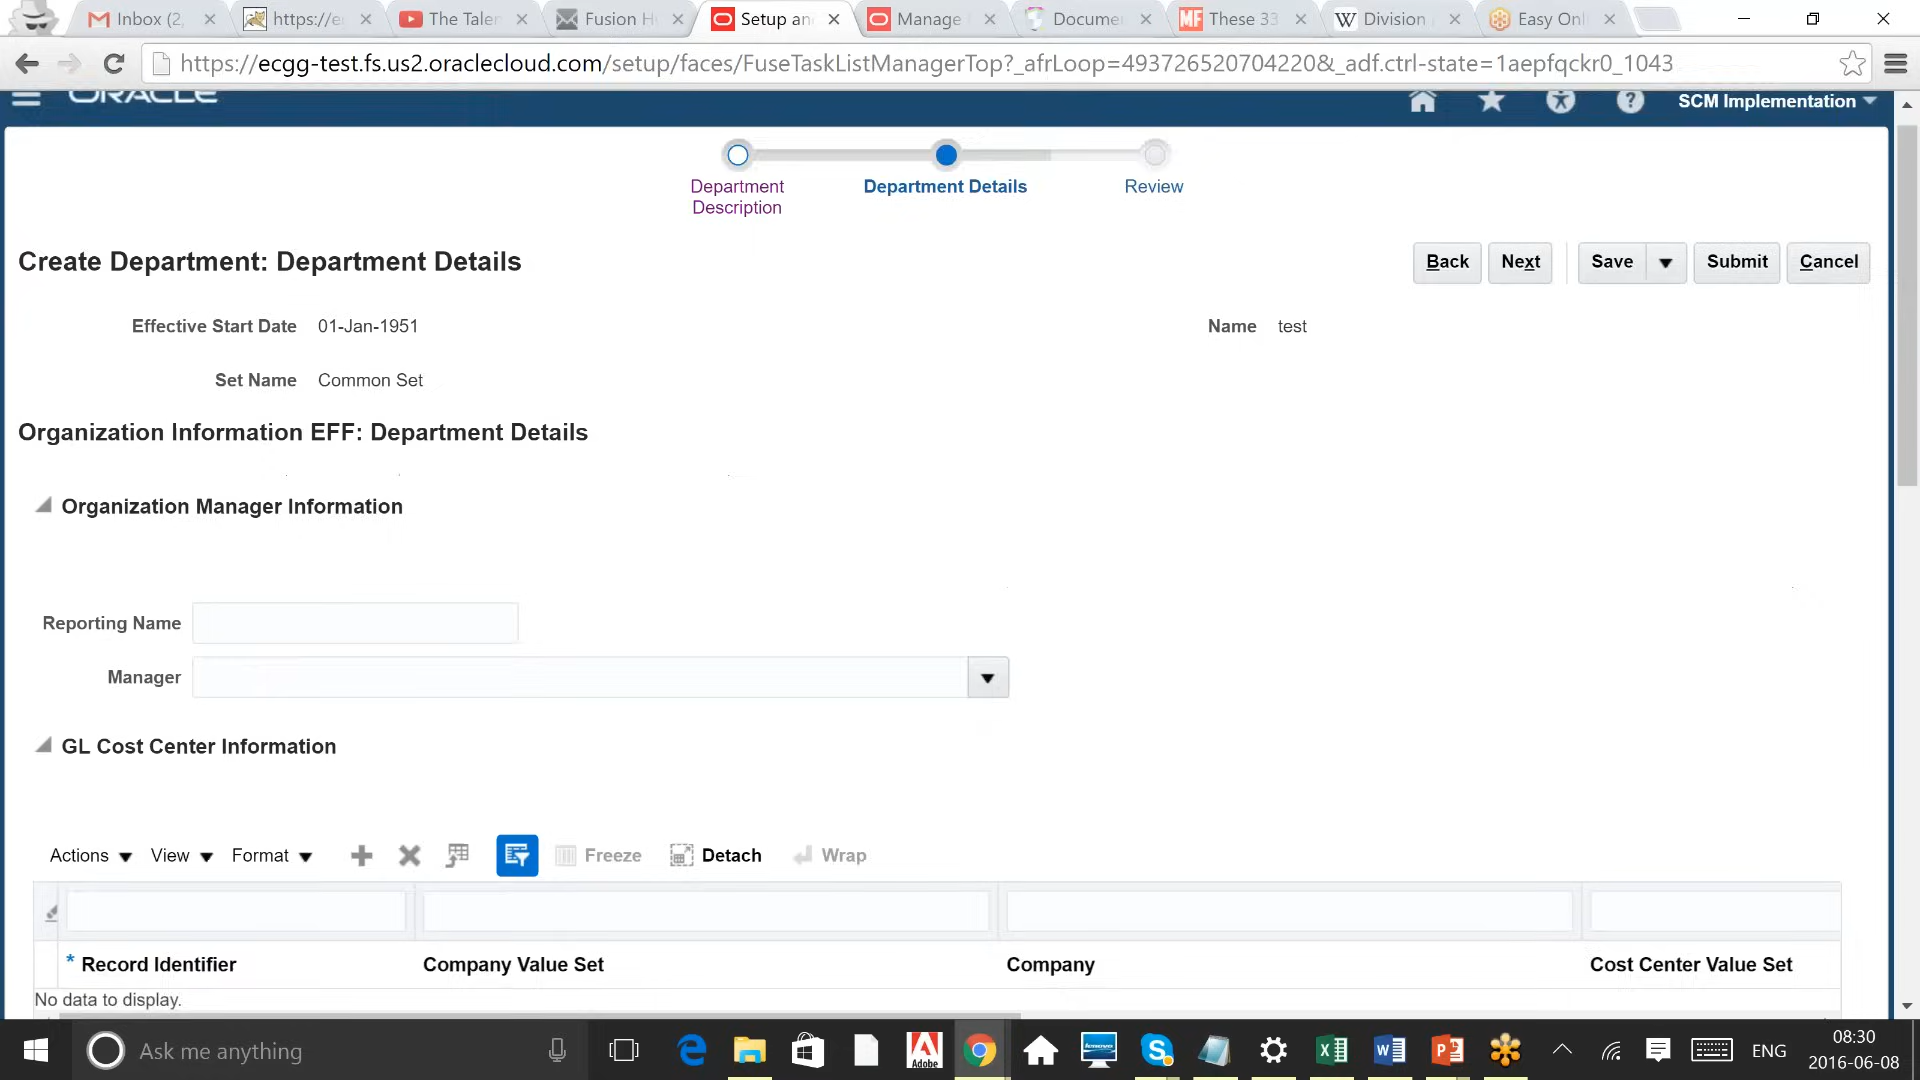 Inbox (2,
https://e
The Taler
Fusion H
Setup an
Manage
Docume
These 33
Division
Easy Onl
https://ecgg-test.fs.us2.oraclecloud.com/setup/faces/FuseTaskListManagerTop?_afrLoop=493726520704220&_adf.ctrl-state=1aepfqckr0_1043
ORACLE
SCM Implementation
Department
Description
Department Details
Review
Create Department: Department Details
Back
Next
Save
Submit
Cancel
Effective Start Date 01-Jan-1951
Name test
Set Name Common Set
Organization Information EFF: Department Details
Organization Manager Information
Reporting Name
Manager
GL Cost Center Information
Actions View Format Freeze Detach Wrap
* Record Identifier
Company Value Set
Company
Cost Center Value Set
No data to display.
Ask me anything
Adobe
lenovo
ENG
08:30
2016-06-08